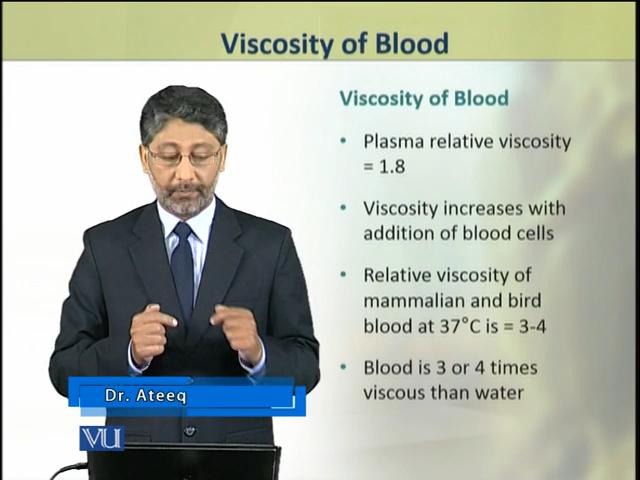 Viscosity of Blood
Viscosity of Blood
• Plasma relative viscosity
= 1.8
• Viscosity increases with
addition of blood cells
• Relative viscosity of
mammalian and bird
blood at 37°C is = 3-4
• Blood is 3 or 4 times
viscous than water
Dr. Ateeq
VU